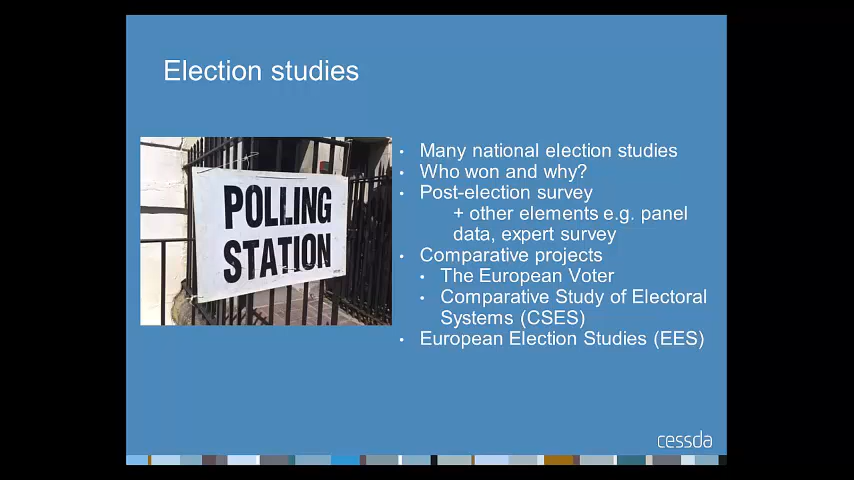 Election studies
POLLING
STATION
• Many national election studies
• Who won and why?
• Post-election survey
+ other elements e.g. panel
data, expert survey
• Comparative projects
• The European Voter
• Comparative Study of Electoral
Systems (CSES)
• European Election Studies (EES)
cessda